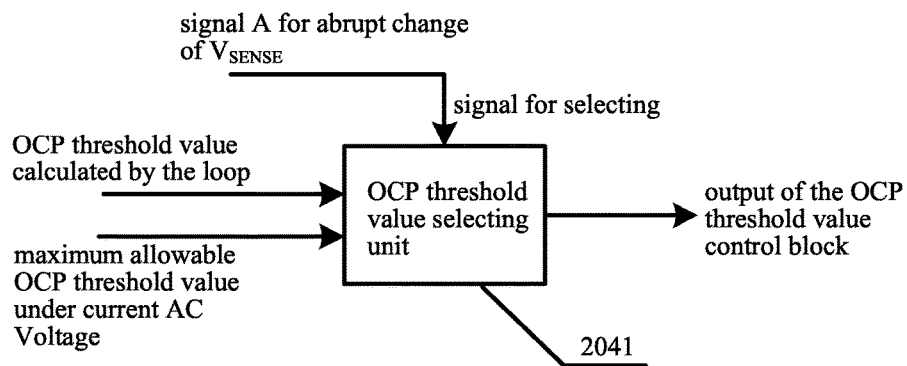 signal A for abrupt change
of VSENSE
signal for selecting
OCP threshold value
calculated by the loop
OCP threshold
value selecting
unit
output of the OCP
threshold value
control block
maximum allowable
OCP threshold value
under current AC
Voltage
2041